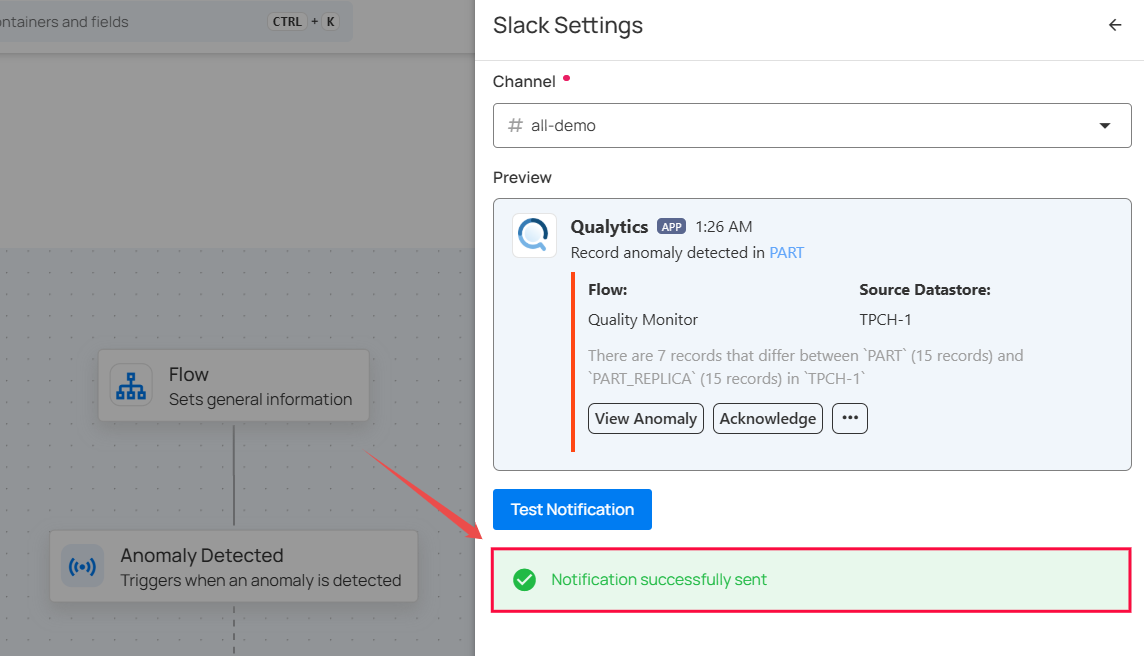 containers and fields
CTRL + K
Slack Settings
Channel
# all-demo
Preview
Qualytics APP 1:26 AM
Record anomaly detected in PART
Flow: Source Datastore:
Quality Monitor TPCH-1
There are 7 records that differ between `PART` (15 records) and
`PART_REPLICA` (15 records) in `TPCH-1`
View Anomaly Acknowledge ···
Test Notification
Notification successfully sent
Flow
Sets general information
Anomaly Detected
Triggers when an anomaly is detected